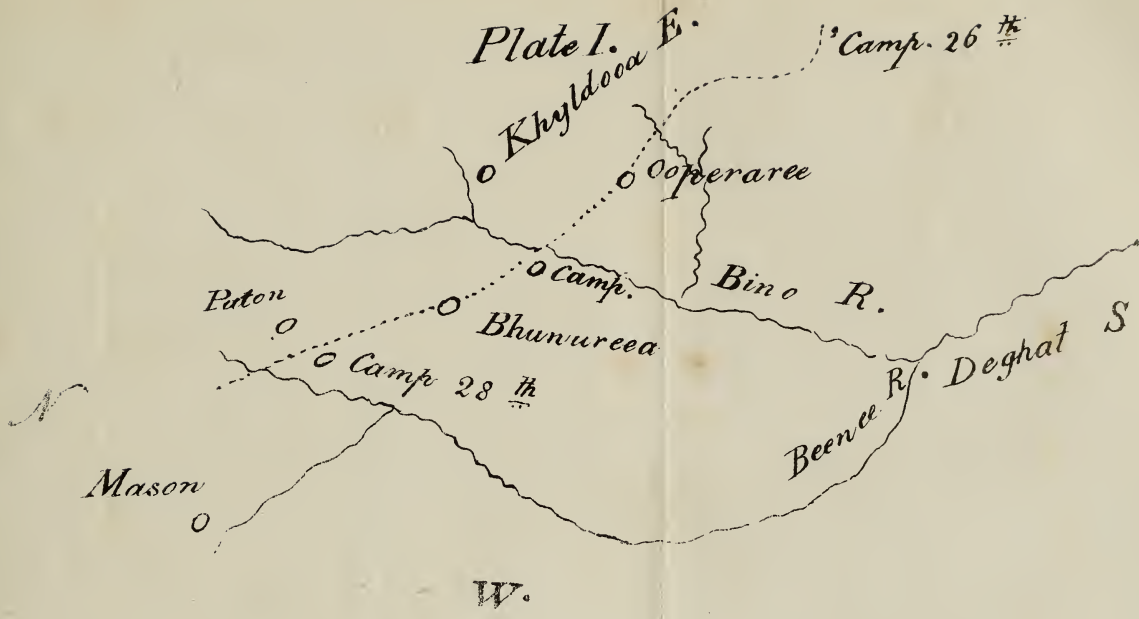 Plate I.
E.
Camp. 26 th
Khyldooa
Ooperaree
Camp.
Bino R.
Paton
Bhunureea
S
Deghat
Camp 28 th
Beenee R.
N
Mason
W.